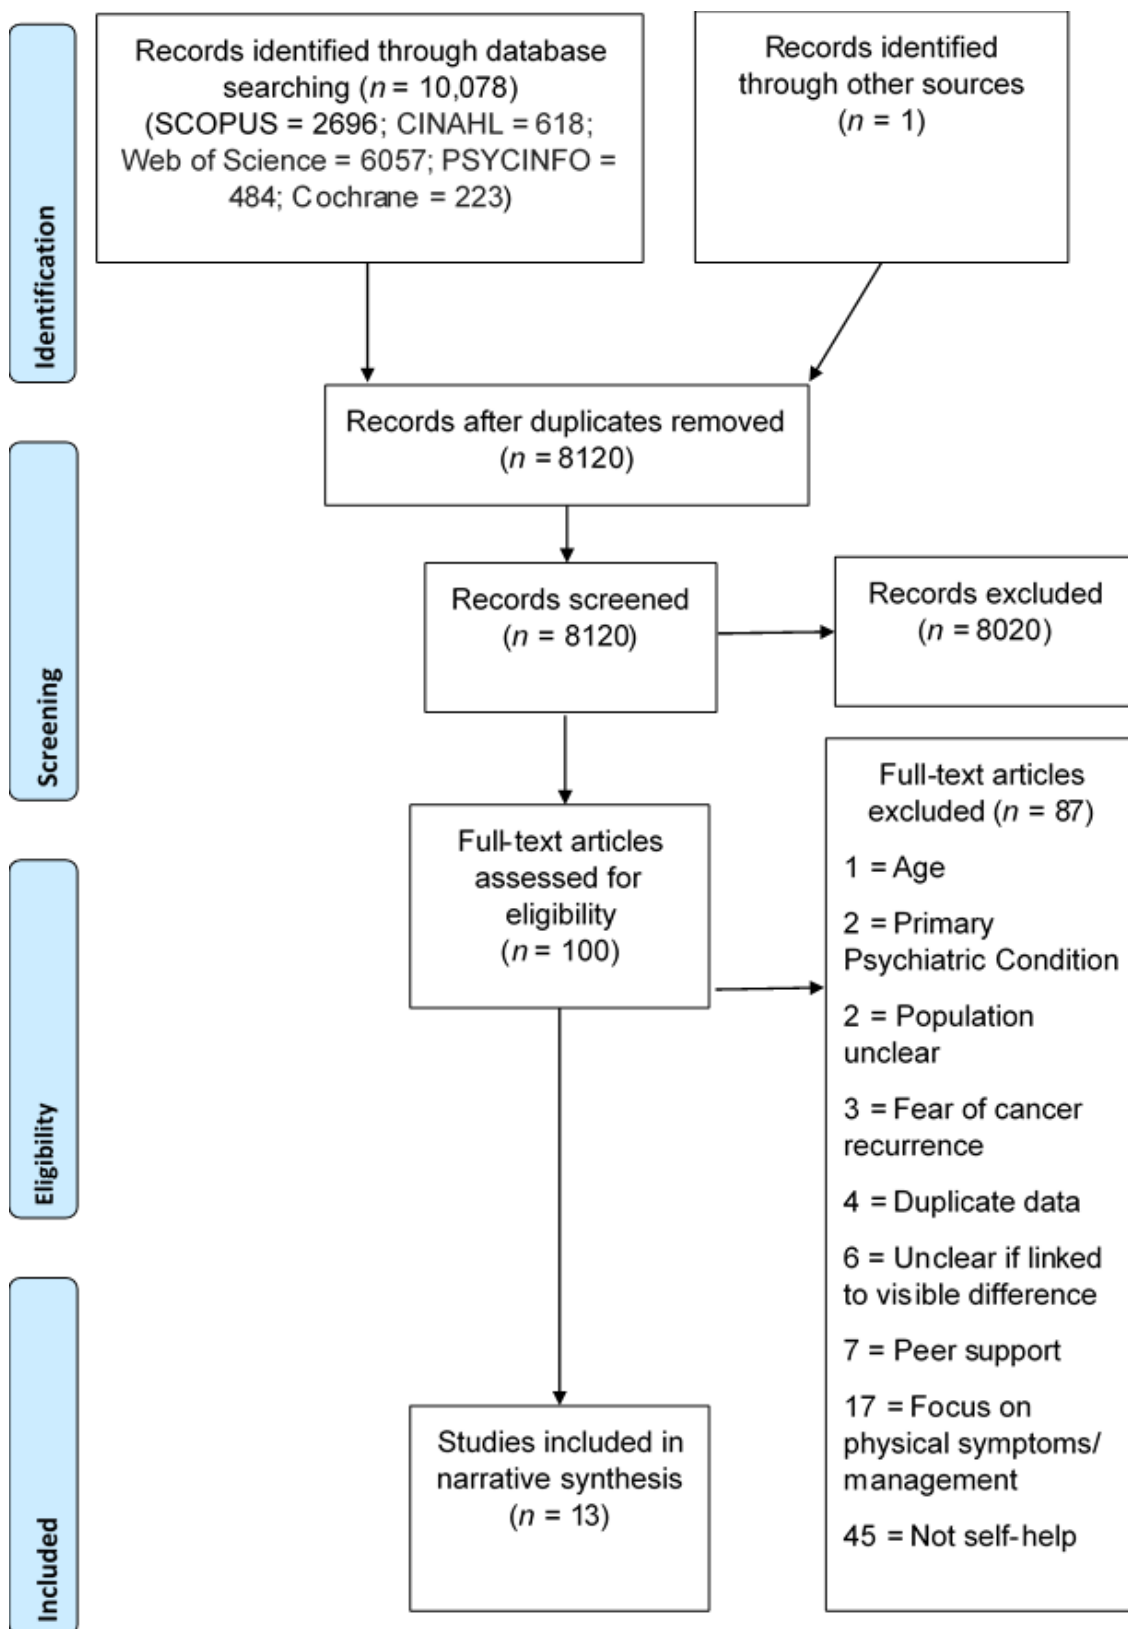 Identification
Records identified through database
searching (n = 10,078)
(SCOPUS = 2696; CINAHL = 618;
Web of Science = 6057; PSYCINFO =
484; Cochrane = 223)
Records identified
through other sources
(n = 1)
Records after duplicates removed
(n = 8120)
Screening
Records screened
(n = 8120)
Records excluded
(n = 8020)
Eligibility
Full-text articles
assessed for
eligibility
(n = 100)
Full-text articles
excluded (n = 87)
1 = Age
2 = Primary
Psychiatric Condition
2 = Population
unclear
3 = Fear of cancer
recurrence
4 = Duplicate data
6 = Unclear if linked
to visible difference
7 = Peer support
17 = Focus on
physical symptoms/
management
45 = Not self-help
Included
Studies included in
narrative synthesis
(n = 13)